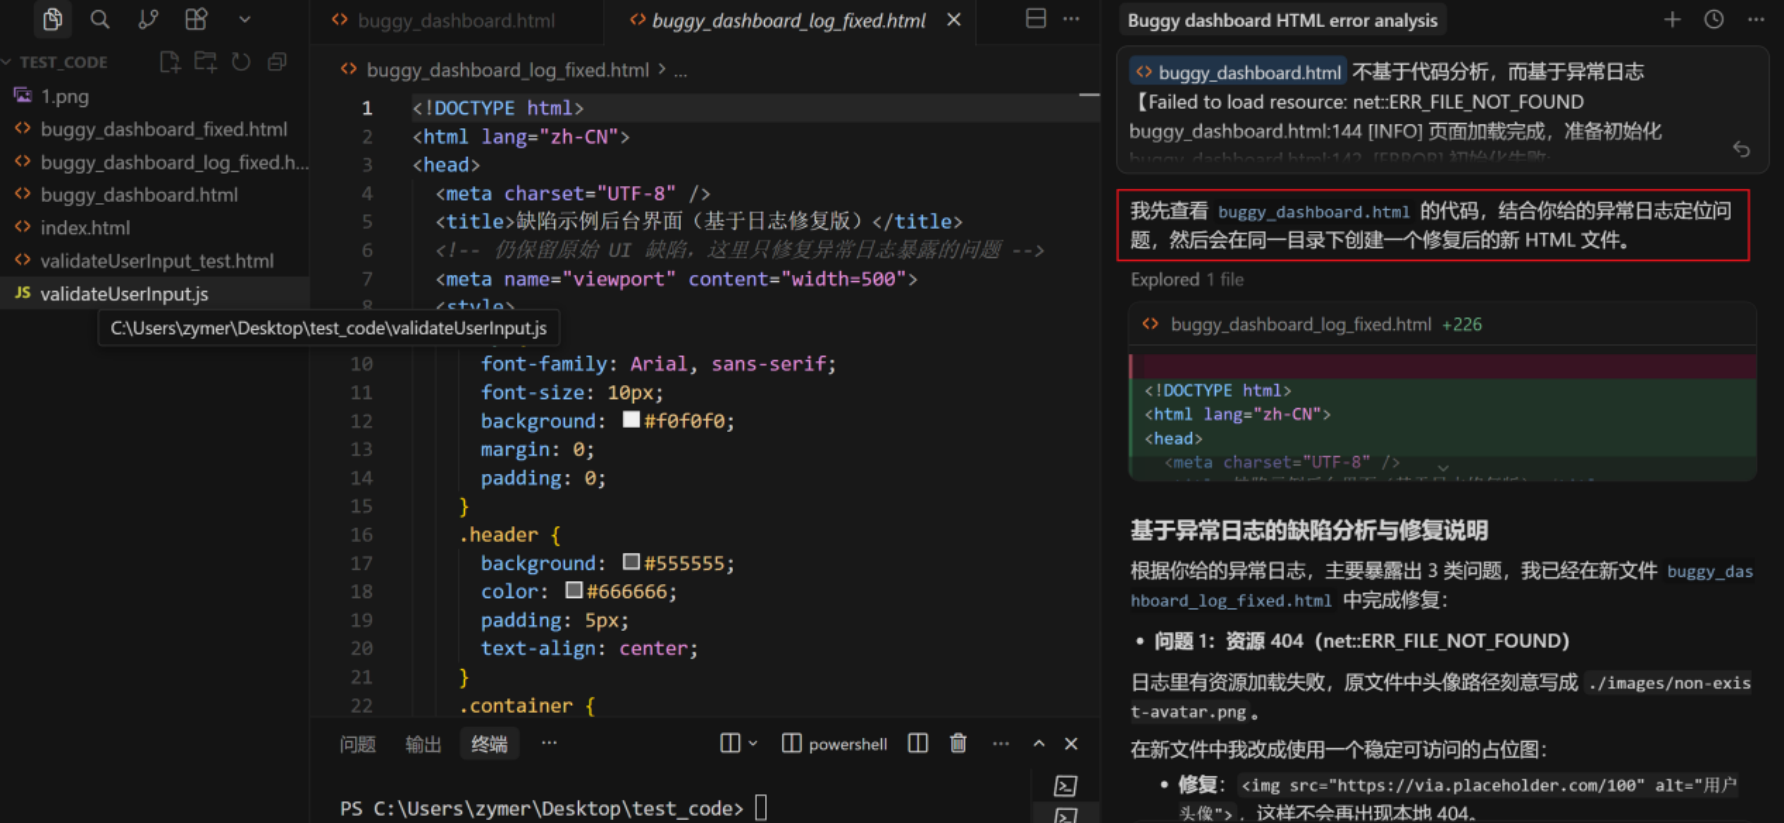 buggy_dashboard.html
buggy_dashboard_log_fixed.html
TEST_CODE
1.png
buggy_dashboard_fixed.html
buggy_dashboard_log_fixed.h...
buggy_dashboard.html
index.html
validateUserInput_test.html
JS validateUserInput.js
C:\Users\zymer\Desktop\test_code\validateUserInput.js
buggy_dashboard_log_fixed.html > ...
1 <!DOCTYPE html>
2 <html lang="zh-CN">
3 <head>
4 <meta charset="UTF-8" />
5 <title>缺陷示例后台界面（基于日志修复版）</title>
6 <!-- 仍保留原始 UI 缺陷，这里只修复异常日志暴露的问题 -->
7 <meta name="viewport" content="width=500">
8 <style>
10 font-family: Arial, sans-serif;
11 font-size: 10px;
12 background: #f0f0f0;
13 margin: 0;
14 padding: 0;
15 }
16 .header {
17 background: #555555;
18 color: #666666;
19 padding: 5px;
20 text-align: center;
21 }
22 .container {
问题 输出 终端 ... powershell ...
PS C:\Users\zymer\Desktop\test_code>
Buggy dashboard HTML error analysis
buggy_dashboard.html 不基于代码分析，而基于异常日志
【Failed to load resource: net::ERR_FILE_NOT_FOUND
buggy_dashboard.html:144 [INFO] 页面加载完成，准备初始化
buggy_dashboard.html:142 [ERROR] 初始化失败:
我先查看 buggy_dashboard.html 的代码，结合你给的异常日志定位问
题，然后会在同一目录下创建一个修复后的新 HTML 文件。
Explored 1 file
buggy_dashboard_log_fixed.html +226
<!DOCTYPE html>
<html lang="zh-CN">
<head>
<meta charset="UTF-8" />
基于异常日志的缺陷分析与修复说明
根据你给的异常日志，主要暴露出 3 类问题，我已经在新文件 buggy_das
hboard_log_fixed.html 中完成修复：
• 问题 1：资源 404（net::ERR_FILE_NOT_FOUND）
日志里有资源加载失败，原文件中头像路径刻意写成 ./images/non-exis
t-avatar.png。
在新文件中我改成使用一个稳定可访问的占位图：
• 修复：<img src="https://via.placeholder.com/100" alt="用户
头像">，这样不会再出现本地 404。